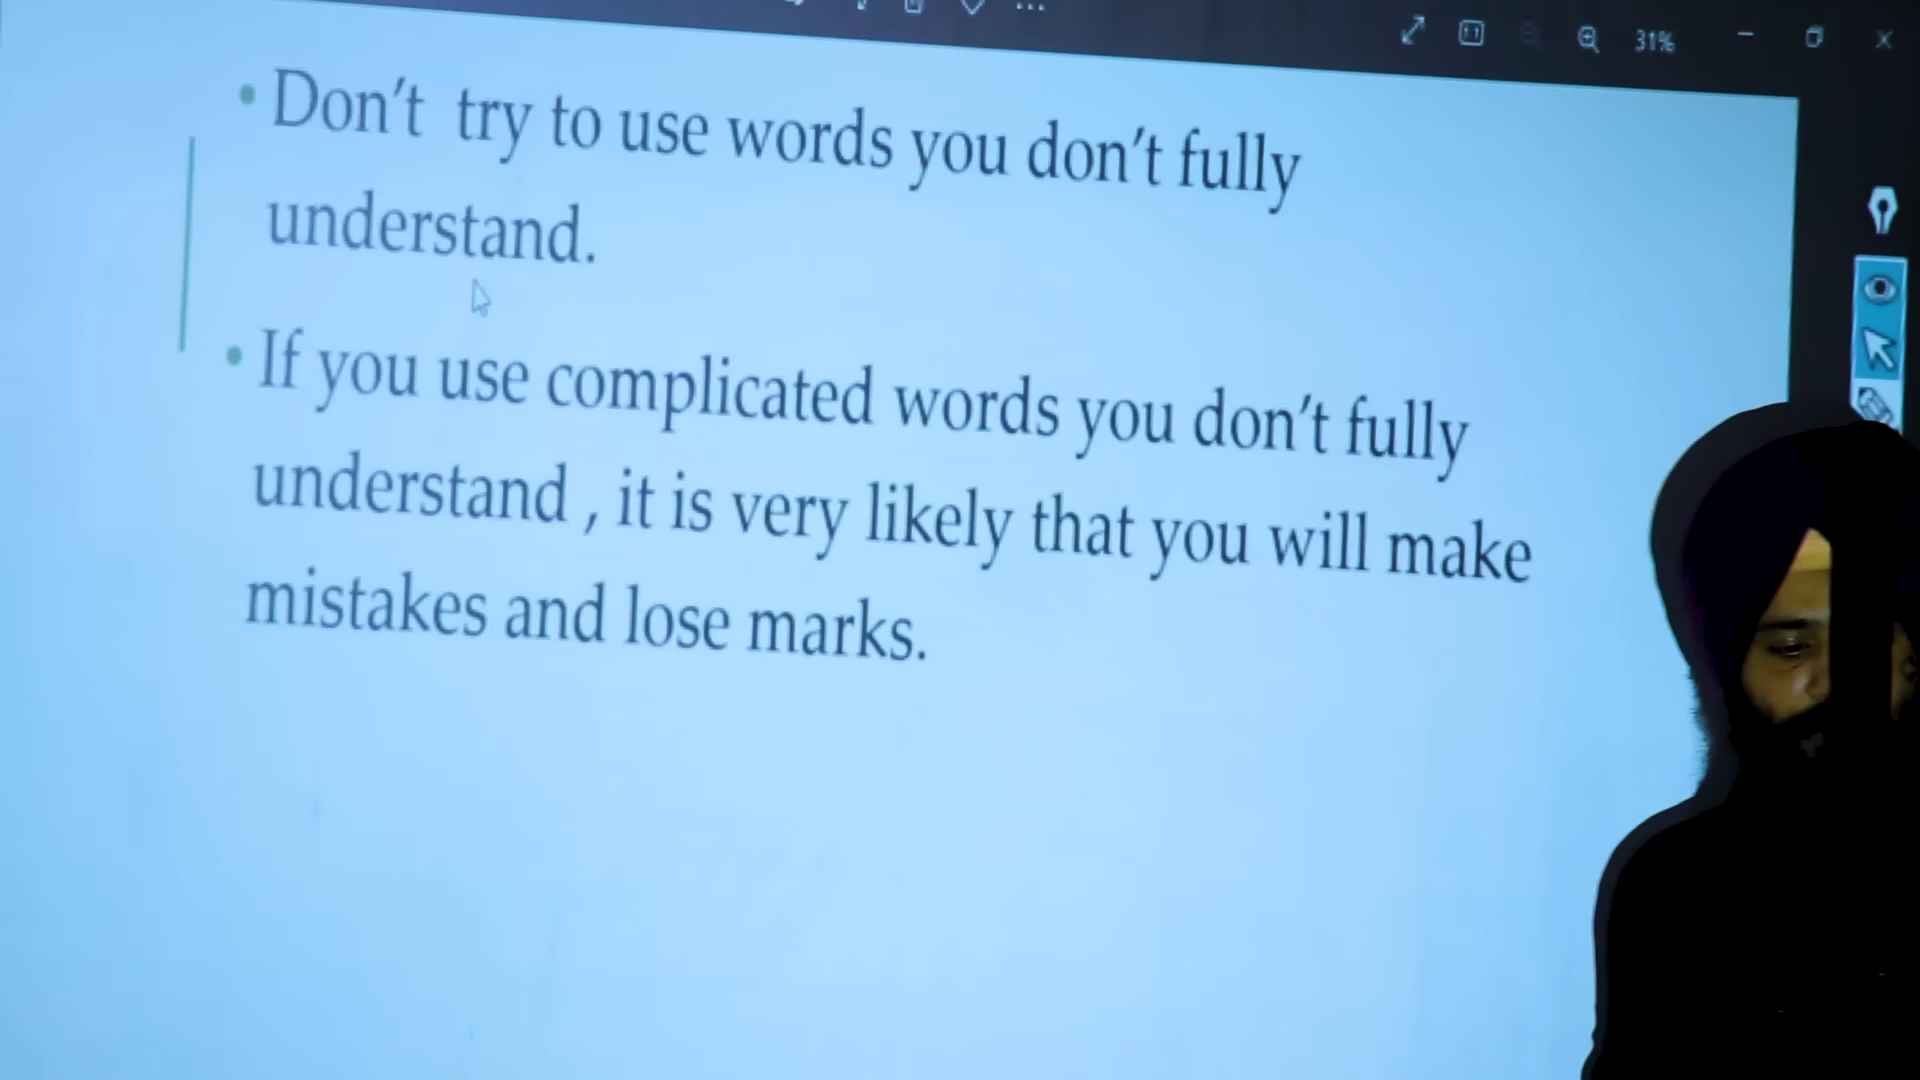 31%
• Don't try to use words you don't fully
understand.
• If you use complicated words you don't fully
understand , it is very likely that you will make
mistakes and lose marks.